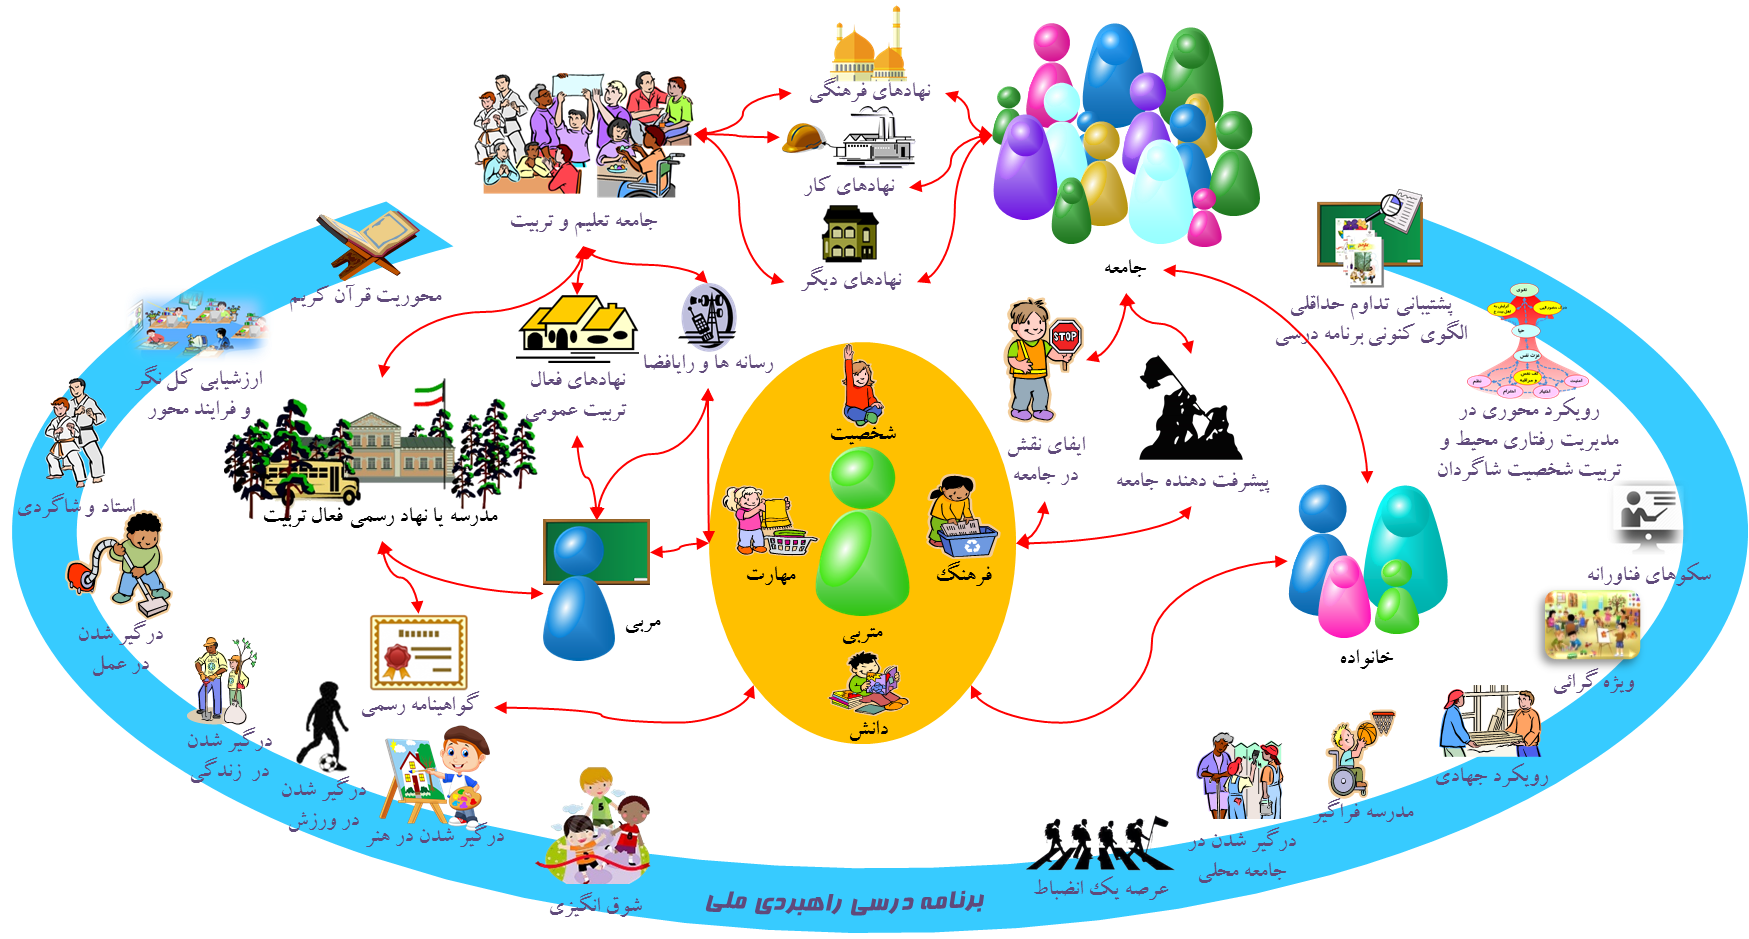 نهادهای فرهنگی
نهادهای کار
نهادهای دیگر
جامعه
جامعه تعلیم و تربیت
پشتیبانی تداوم حداقلی
الگوی کنونی برنامه درسی
رویکرد محوری در
مدیریت رفتاری محیط و
تربیت شخصیت شاگردان
سکوهای فناورانه
ویژه گرائی
رویکرد جهادی
مدرسه فراگیر
درگیر شدن در
جامعه محلی
عرصه یک انضباط
برنامه درسی راهبردی ملی
شوق انگیزی
درگیر شدن در هنر
درگیر شدن
در ورزش
درگیر شدن
در زندگی
درگیر شدن
در عمل
استاد و شاگردی
ارزشیابی کل نگر
و فرایند محور
محوریت قرآن کریم
رسانه ها و رایافضا
نهادهای فعال
تربیت عمومی
مدرسه یا نهاد رسمی فعال تربیت
گواهینامه رسمی
مربی
شخصیت
مهارت
فرهنگ
متربی
دانش
STOP
ایفای نقش
در جامعه
پیشرفت دهنده جامعه
خانواده